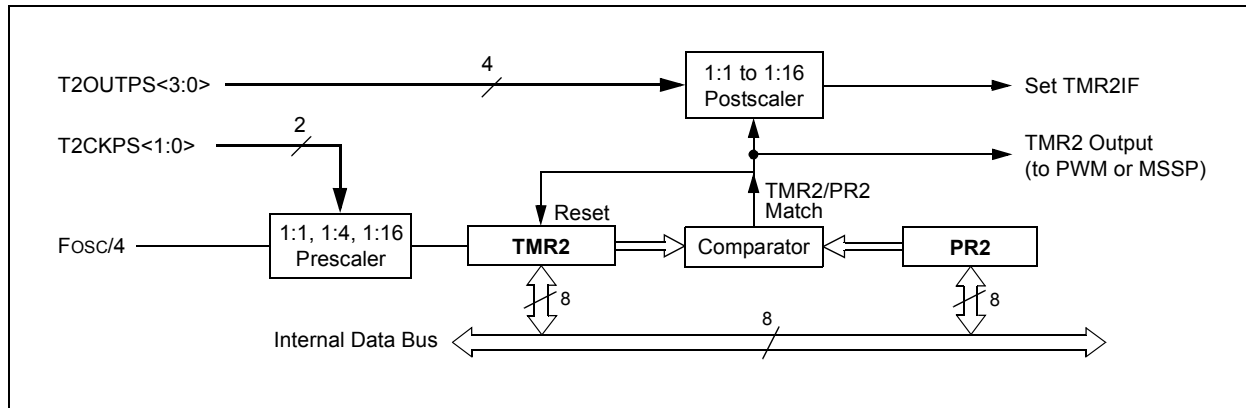 T2OUTPS<3:0>
4
1:1 to 1:16
Postscaler
Set TMR2IF
T2CKPS<1:0>
2
TMR2 Output
(to PWM or MSSP)
TMR2/PR2
Match
Reset
FOSC/4
1:1, 1:4, 1:16
Prescaler
TMR2
Comparator
PR2
8
8
Internal Data Bus
8